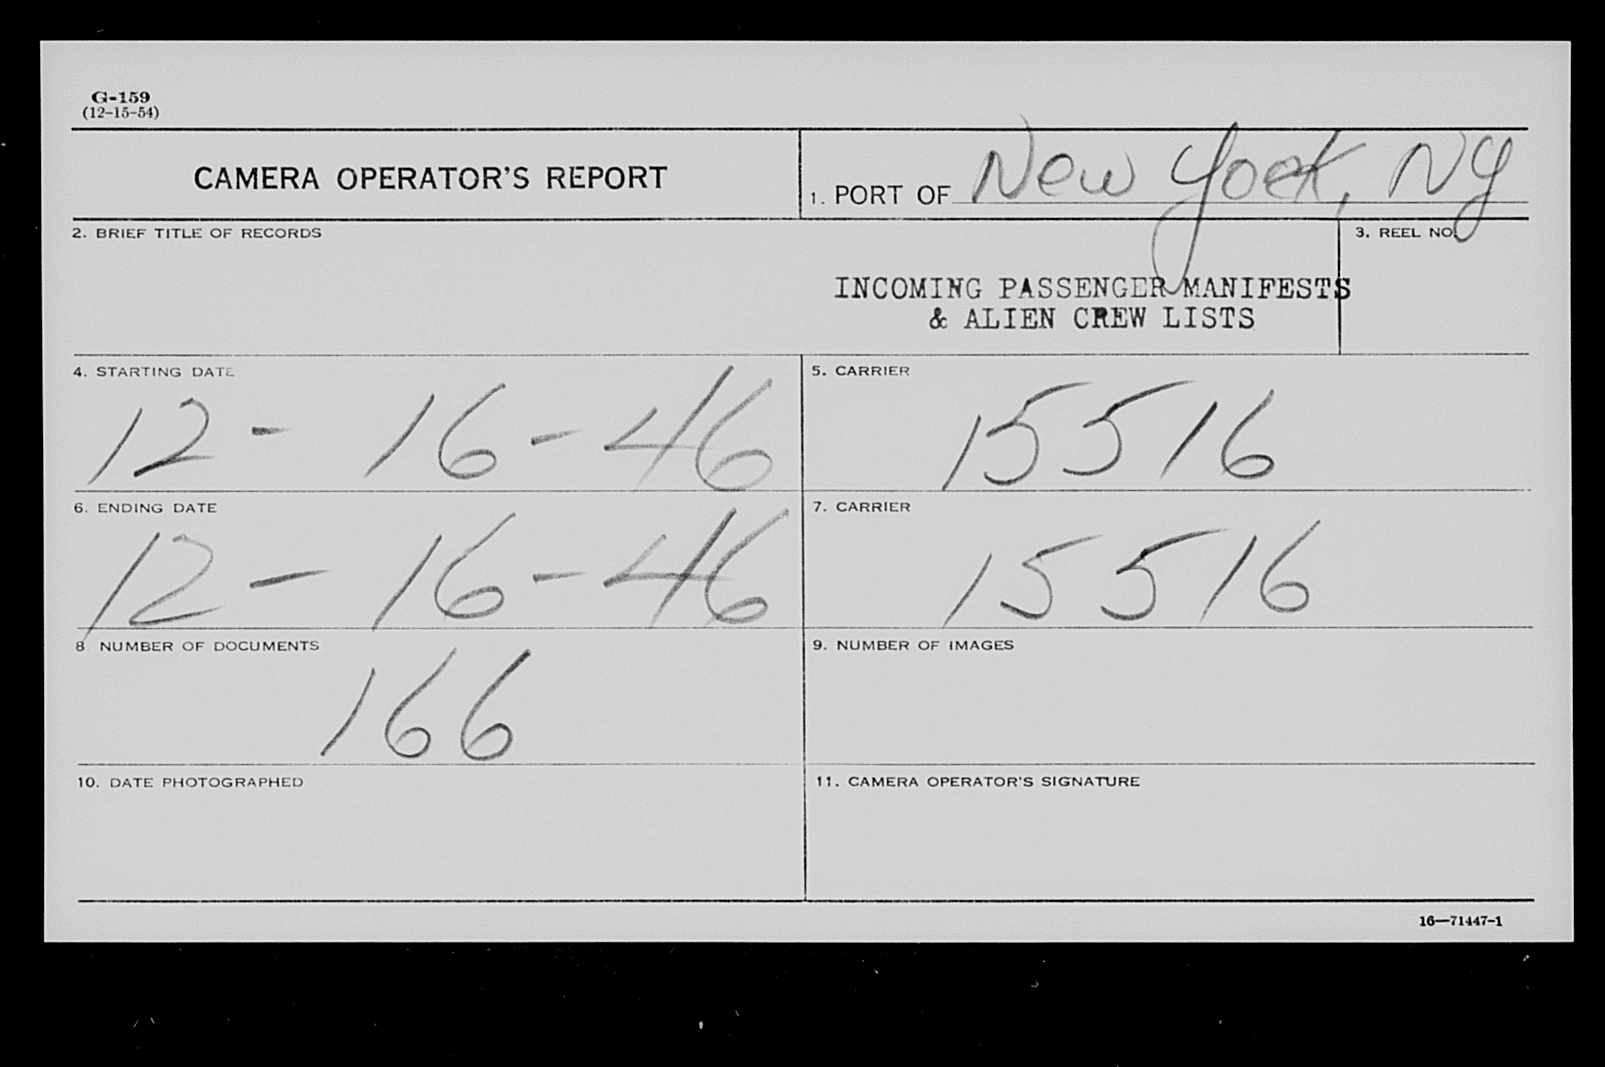 G-159
(12-15-54)
CAMERA OPERATOR'S REPORT
1. PORT OF New York, NY
2. BRIEF TITLE OF RECORDS
3. REEL NO.
INCOMING PASSENGER MANIFESTS
& ALIEN CREW LISTS
4. STARTING DATE
12-16-46
5. CARRIER
15516
6. ENDING DATE
12-16-46
7. CARRIER
15516
8 NUMBER OF DOCUMENTS
166
9. NUMBER OF IMAGES
10. DATE PHOTOGRAPHED
11. CAMERA OPERATOR'S SIGNATURE
16—71447-1